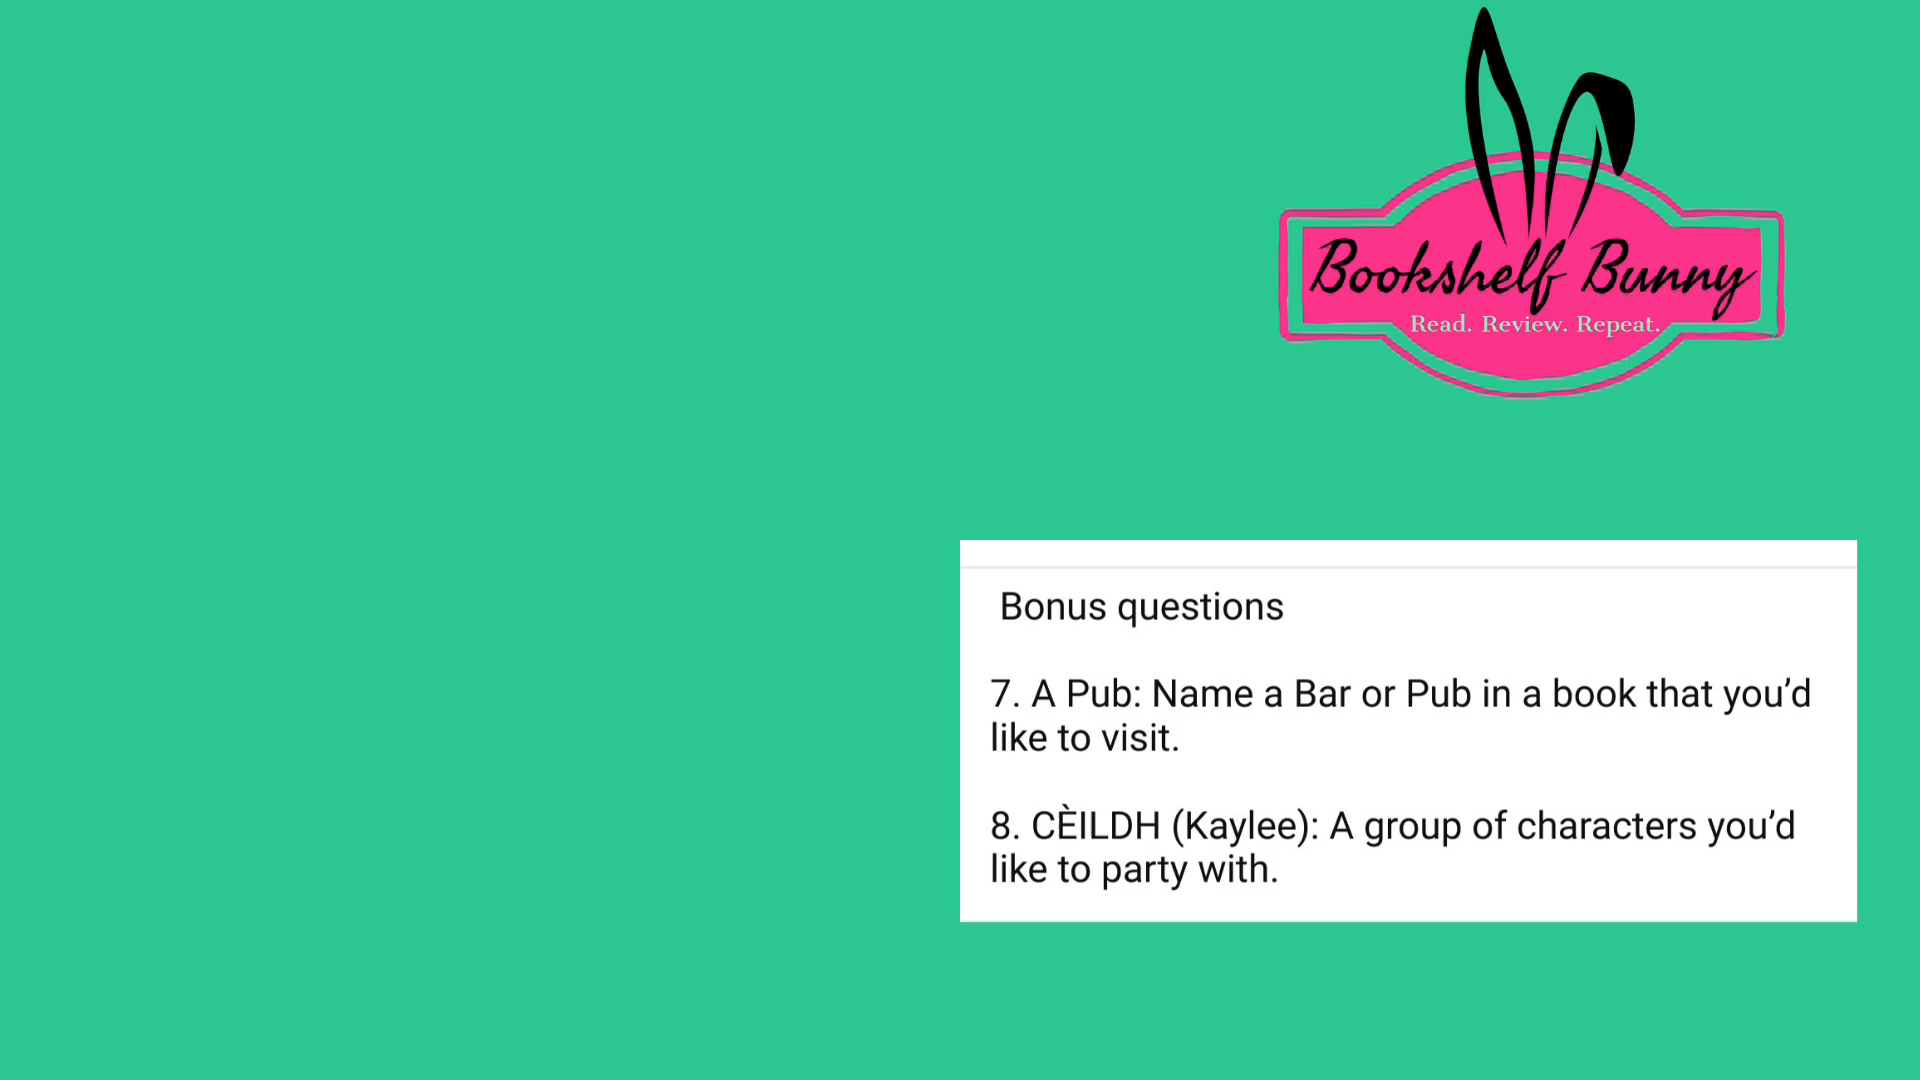 Bookshelf Bunny
Read. Review. Repeat.
Bonus questions
7. A Pub: Name a Bar or Pub in a book that you’d
like to visit.
8. CÈILDH (Kaylee): A group of characters you’d
like to party with.